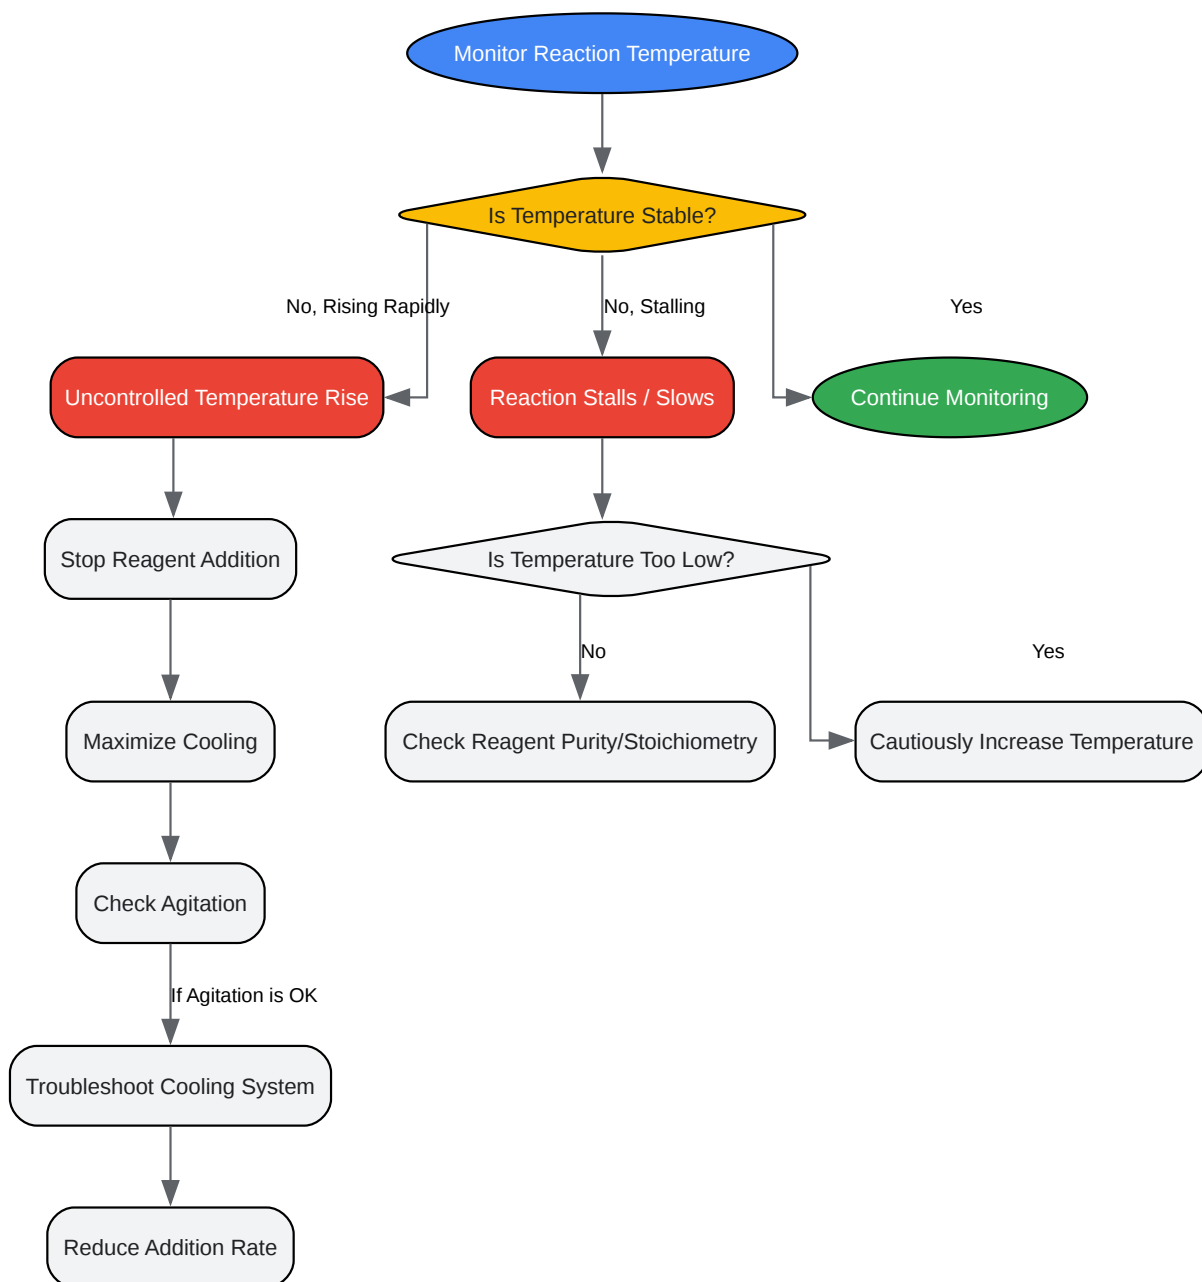 Monitor Reaction Temperature
Is Temperature Stable?
No, Rising Rapidly
No, Stalling
Yes
Uncontrolled Temperature Rise
Reaction Stalls / Slows
Continue Monitoring
Stop Reagent Addition
Is Temperature Too Low?
No
Yes
Maximize Cooling
Check Reagent Purity/Stoichiometry
Cautiously Increase Temperature
Check Agitation
If Agitation is OK
Troubleshoot Cooling System
Reduce Addition Rate